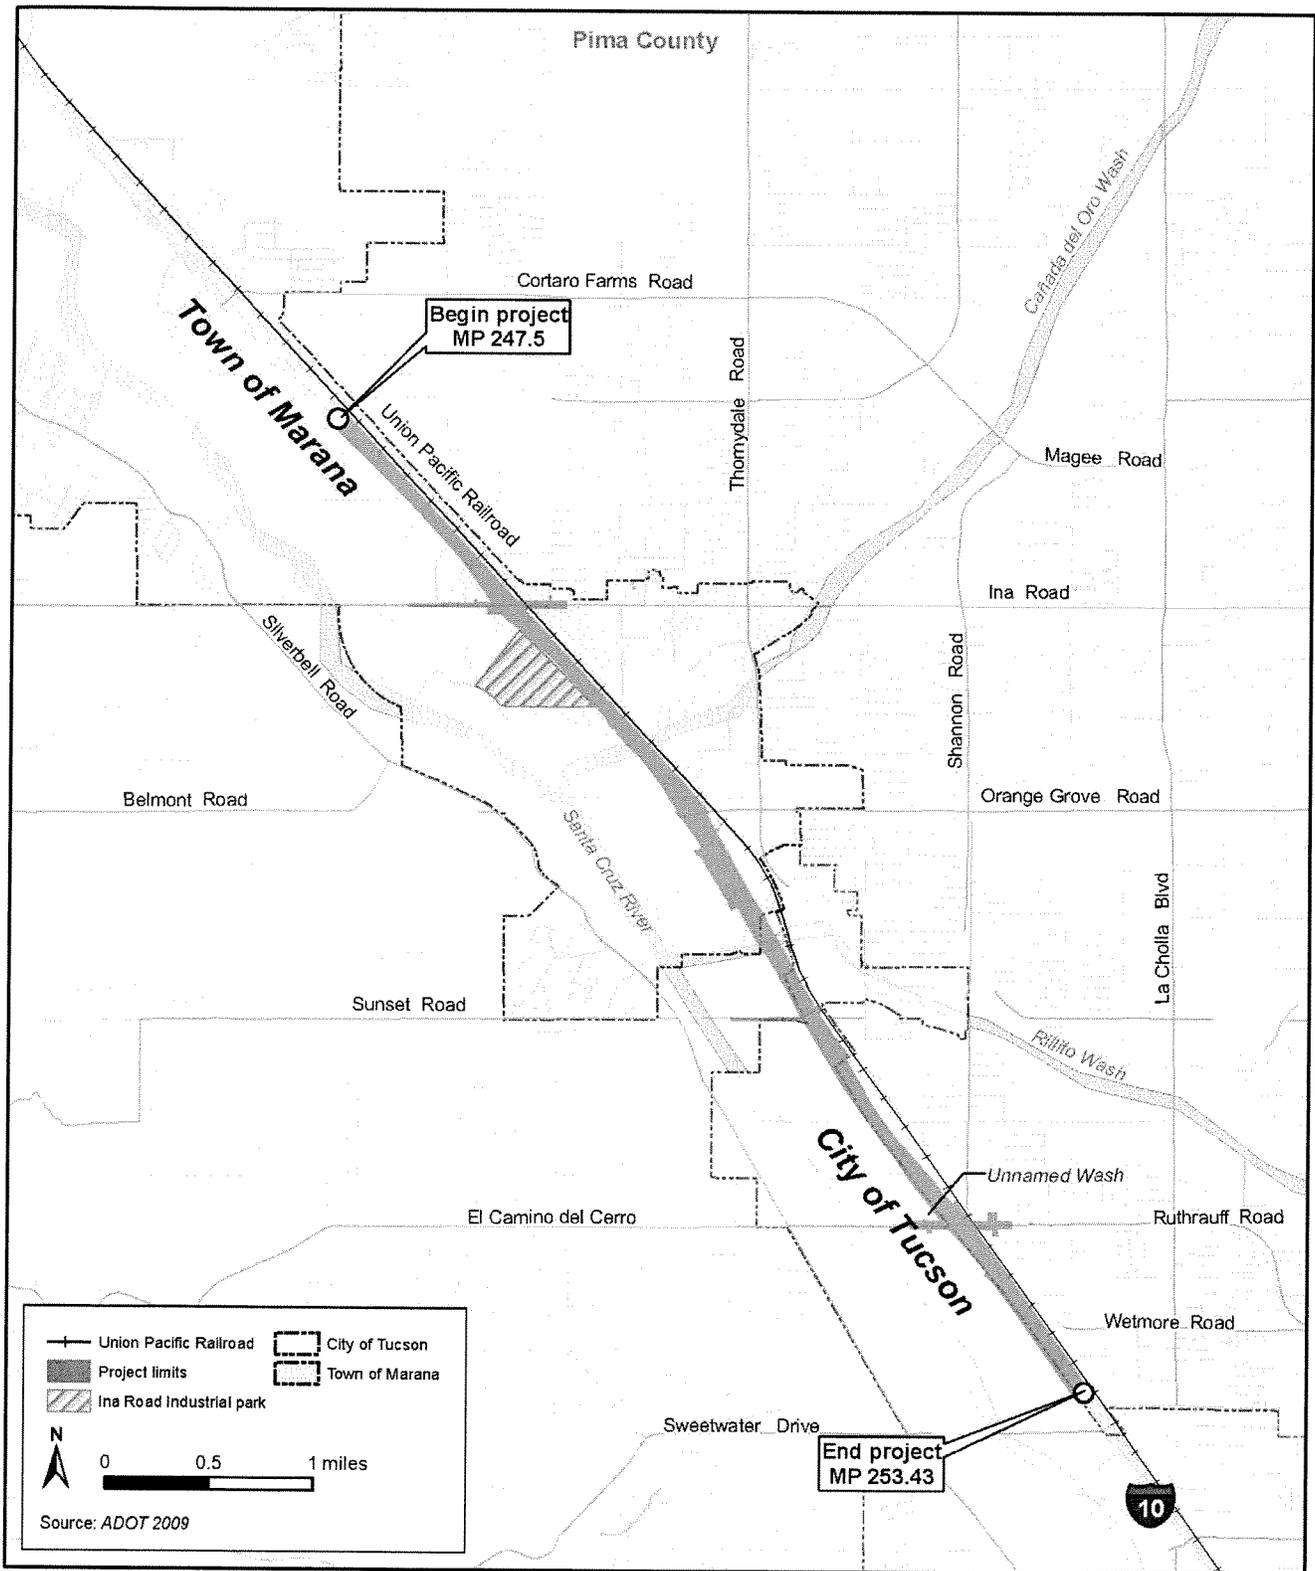 Pima County
Cañada del Oro Wash
Cortaro Farms Road
Begin project
MP 247.5
Town of Marana
Union Pacific Railroad
Thornydale Road
Magee Road
Ina Road
Silverbell Road
Shannon Road
Belmont Road
Orange Grove Road
Santa Cruz River
La Cholla Blvd
Sunset Road
Rillito Wash
City of Tucson
Unnamed Wash
El Camino del Cerro
Ruthrauff Road
Wetmore Road
Sweetwater Drive
End project
MP 253.43
10
Union Pacific Railroad
City of Tucson
Project limits
Town of Marana
Ina Road Industrial park
N
0 0.5 1 miles
Source: ADOT 2009